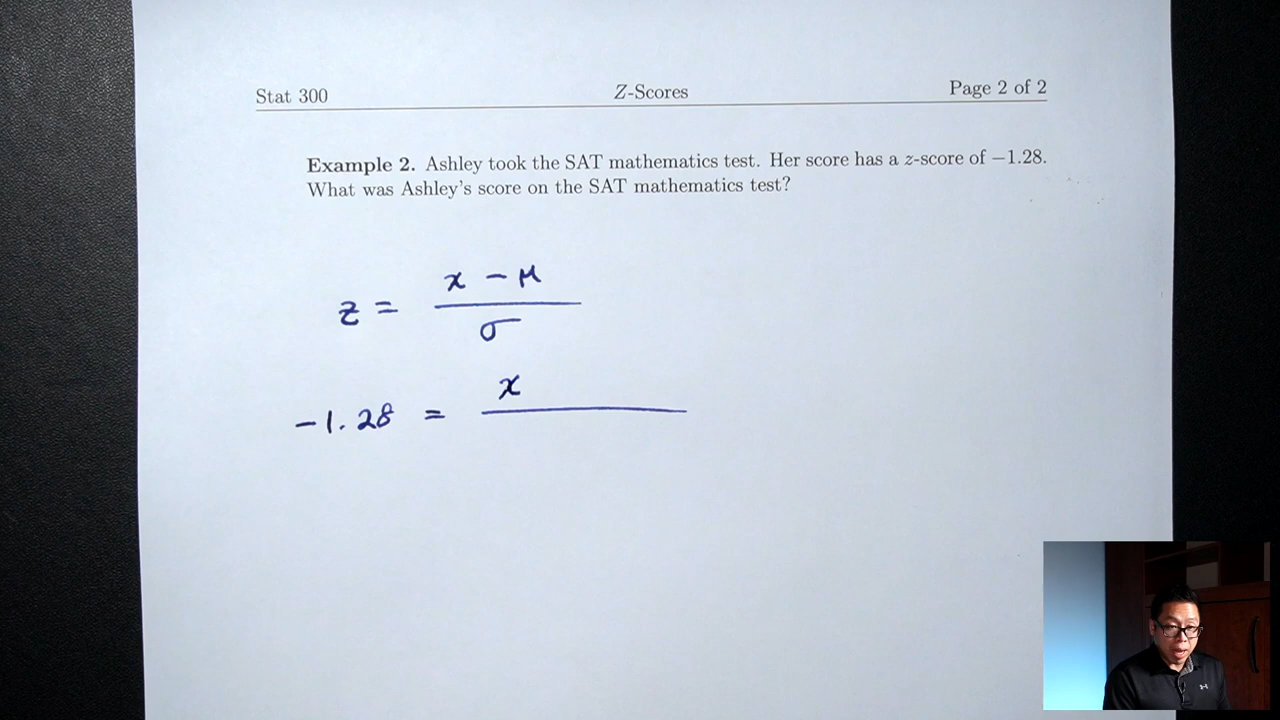 Stat 300 Z-Scores Page 2 of 2
Example 2. Ashley took the SAT mathematics test. Her score has a z-score of −1.28.
What was Ashley's score on the SAT mathematics test?
z = x − μ / σ
−1.28 = x